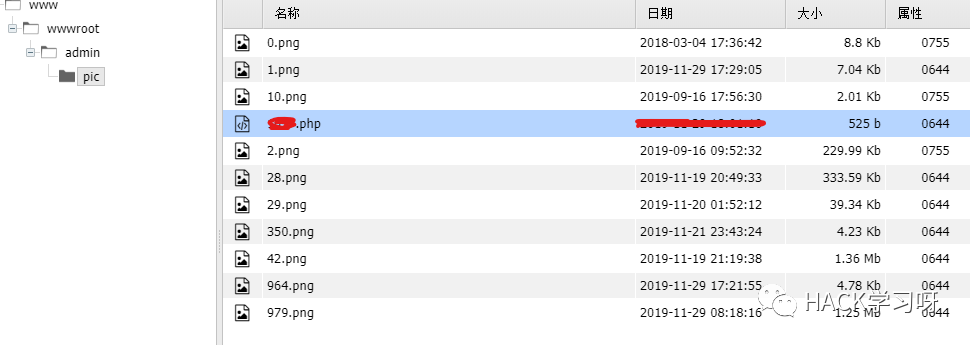 www
wwwroot
admin
pic
名称 日期 大小 属性
0.png 2018-03-04 17:36:42 8.8 Kb 0755
1.png 2019-11-29 17:29:05 7.04 Kb 0644
10.png 2019-09-16 17:56:30 2.01 Kb 0755
.php 525 b 0644
2.png 2019-09-16 09:52:32 229.99 Kb 0755
28.png 2019-11-19 20:49:33 333.59 Kb 0644
29.png 2019-11-20 01:52:12 39.34 Kb 0644
350.png 2019-11-21 23:43:24 4.23 Kb 0644
42.png 2019-11-19 21:19:38 1.36 Mb 0644
964.png 2019-11-29 17:21:55 4.78 Kb 0644
979.png 2019-11-29 08:18:16 1.25 Mb 0644
HACK学习呀